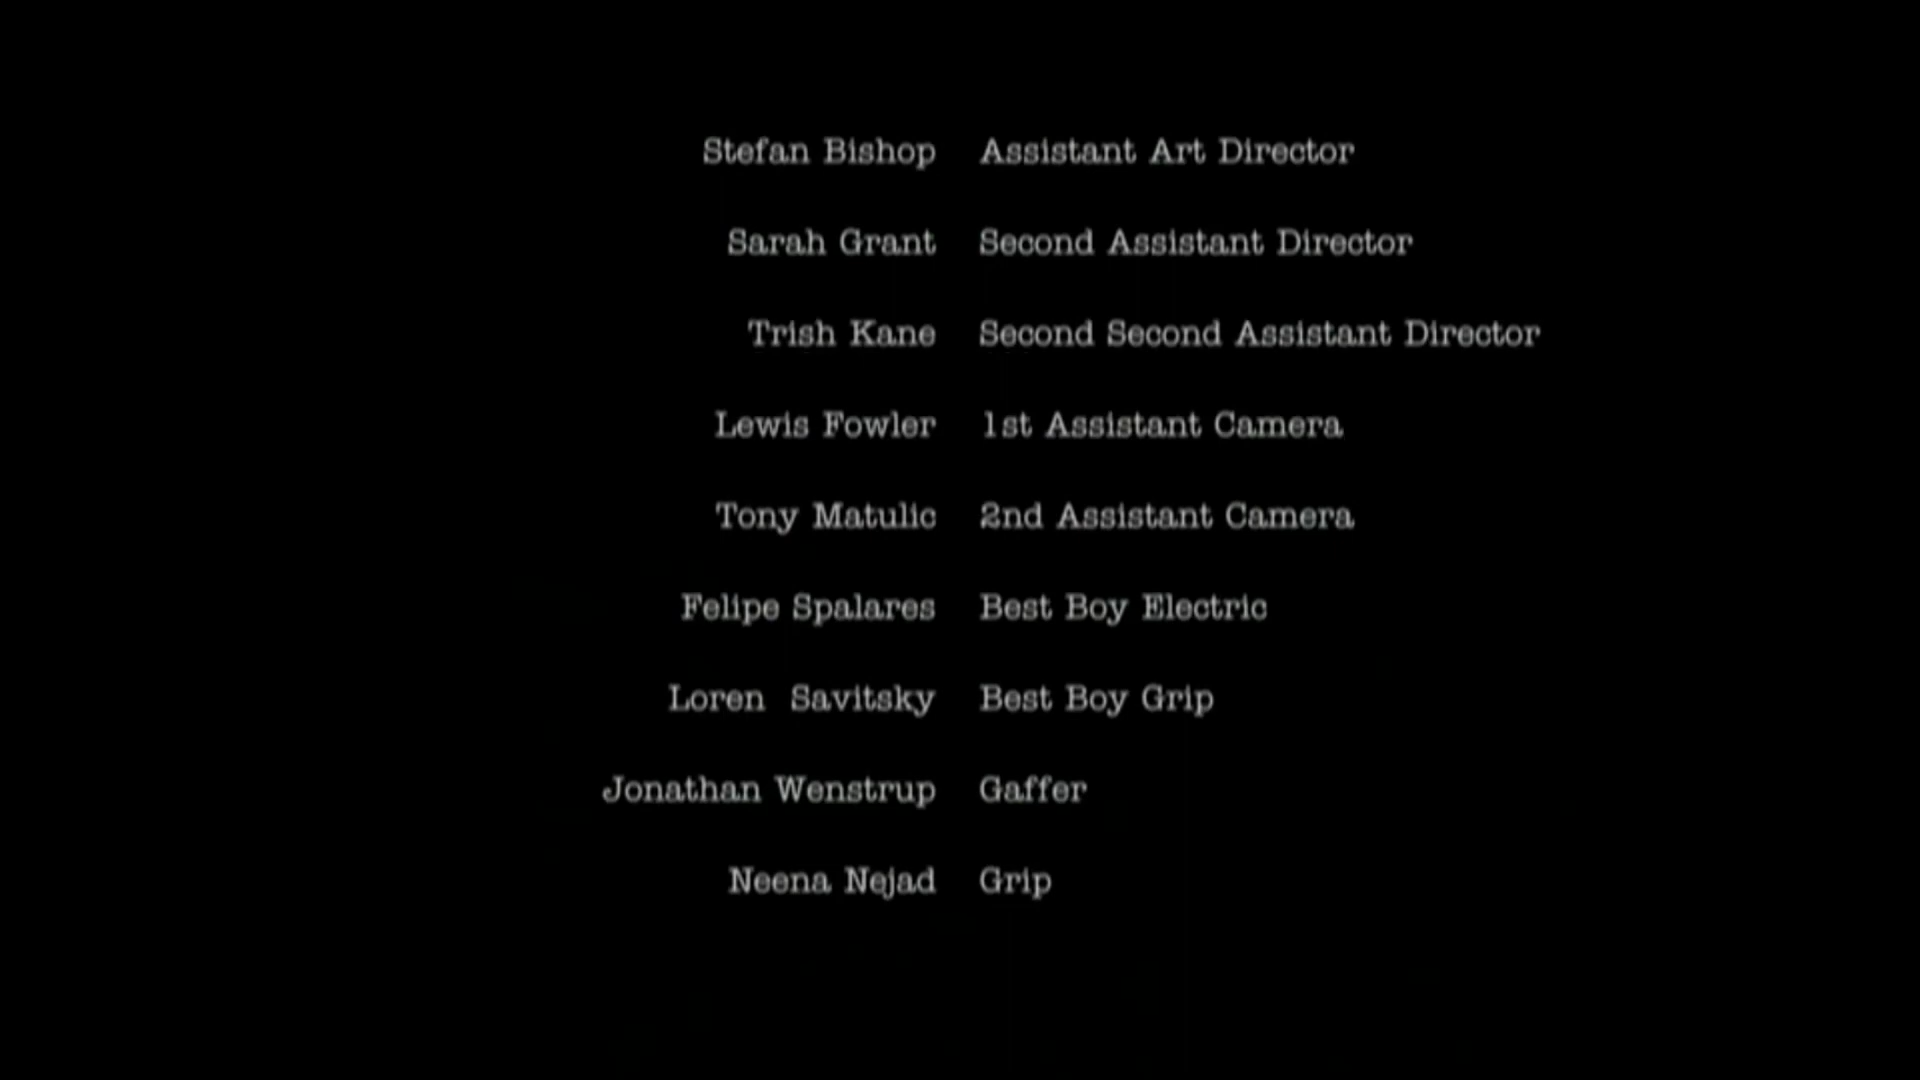 Stefan Bishop Assistant Art Director
Sarah Grant Second Assistant Director
Trish Kane Second Second Assistant Director
Lewis Fowler 1st Assistant Camera
Tony Matulic 2nd Assistant Camera
Felipe Spalares Best Boy Electric
Loren Savitsky Best Boy Grip
Jonathan Wenstrup Gaffer
Neena Nejad Grip